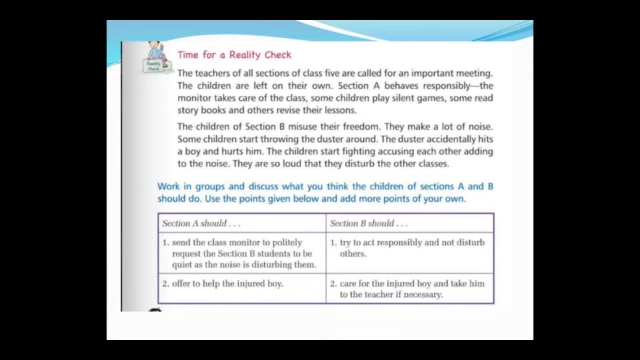 Time for a Reality Check
Reality
Check
The teachers of all sections of class five are called for an important meeting.
The children are left on their own. Section A behaves responsibly—the
monitor takes care of the class, some children play silent games, some read
story books and others revise their lessons.
The children of Section B misuse their freedom. They make a lot of noise.
Some children start throwing the duster around. The duster accidentally hits
a boy and hurts him. The children start fighting accusing each other adding
to the noise. They are so loud that they disturb the other classes.
Work in groups and discuss what you think the children of sections A and B
should do. Use the points given below and add more points of your own.
Section A should . . .
Section B should . . .
1. send the class monitor to politely
request the Section B students to be
quiet as the noise is disturbing them.
1. try to act responsibly and not disturb
others.
2. offer to help the injured boy.
2. care for the injured boy and take him
to the teacher if necessary.